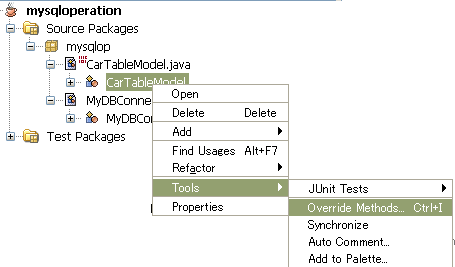 mysqloperation
Source Packages
mysqlop
CarTableModel.java
CarTableModel
MyDBConne
MyDBCon
Test Packages
Open
Delete Delete
Add
Find Usages Alt+F7
Refactor
Tools
Properties
JUnit Tests
Override Methods... Ctrl+I
Synchronize
Auto Comment...
Add to Palette...